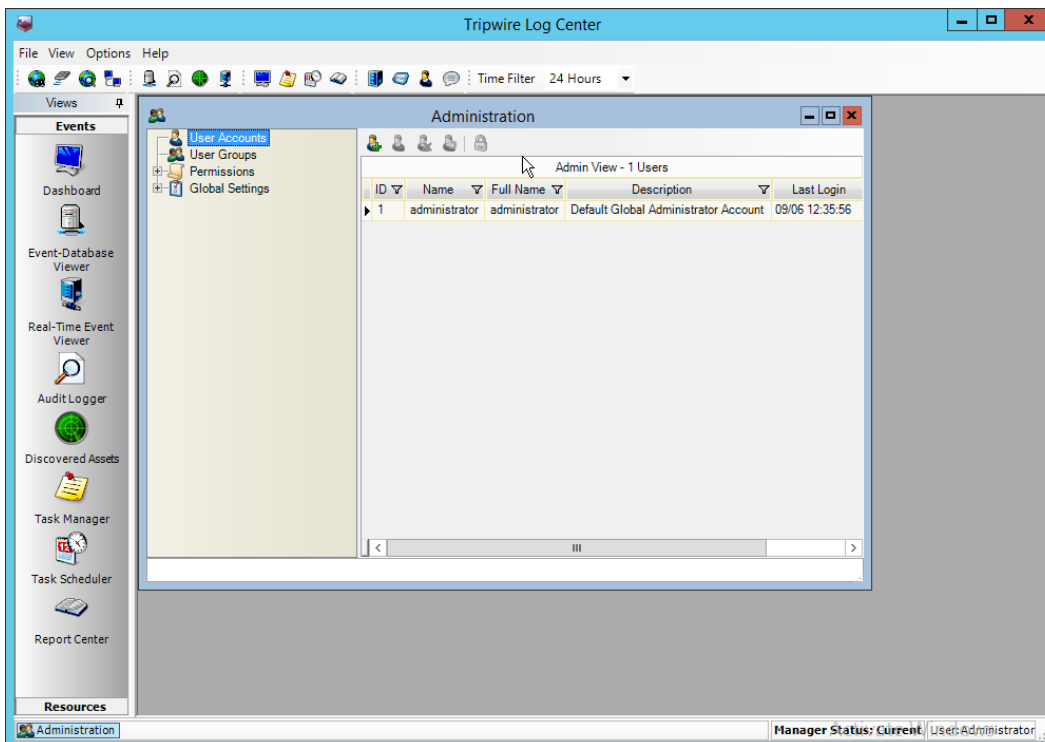 Tripwire Log Center
File View Options Help
Time Filter 24 Hours
Views
Events
Dashboard
Event-Database
Viewer
Real-Time Event
Viewer
Audit Logger
Discovered Assets
Task Manager
Task Scheduler
Report Center
Resources
Administration
User Accounts
User Groups
Permissions
Global Settings
Admin View - 1 Users
ID Name Full Name Description Last Login
1 administrator administrator Default Global Administrator Account 09/06 12:35:56
Administration
Manager Status: Current User: Administrator
Activate Windows